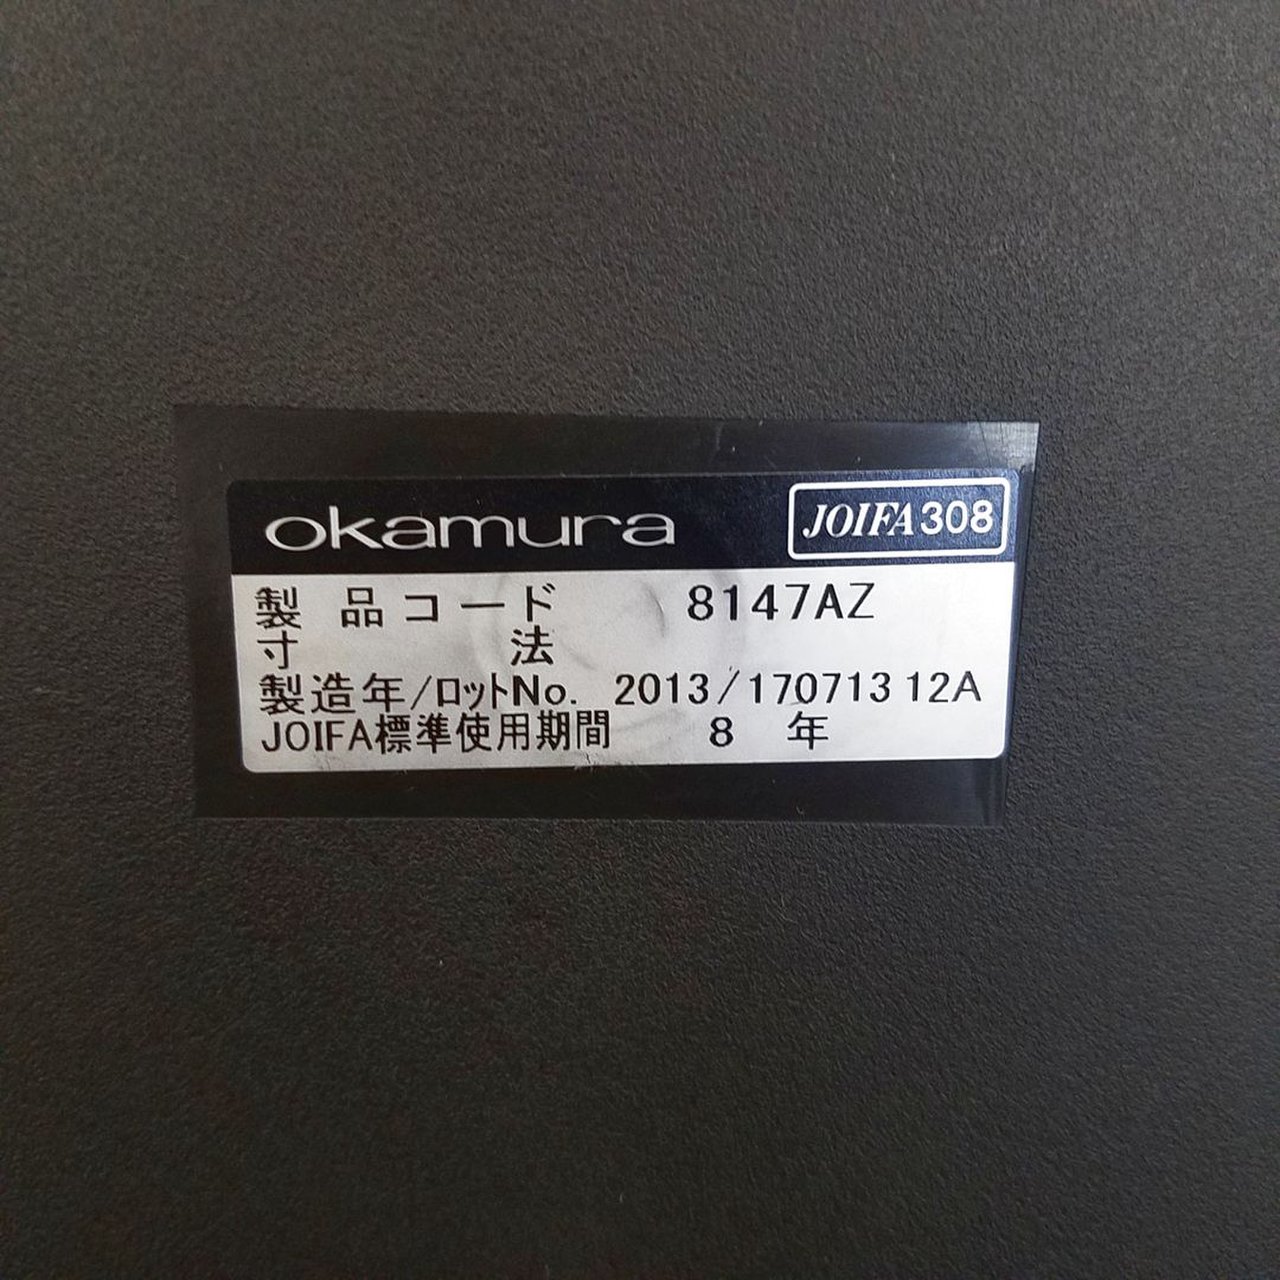 okamura
JOIFA308
製品コード 8147AZ
寸法
製造年/ロットNo. 2013/170713 12A
JOIFA標準使用期間 8 年